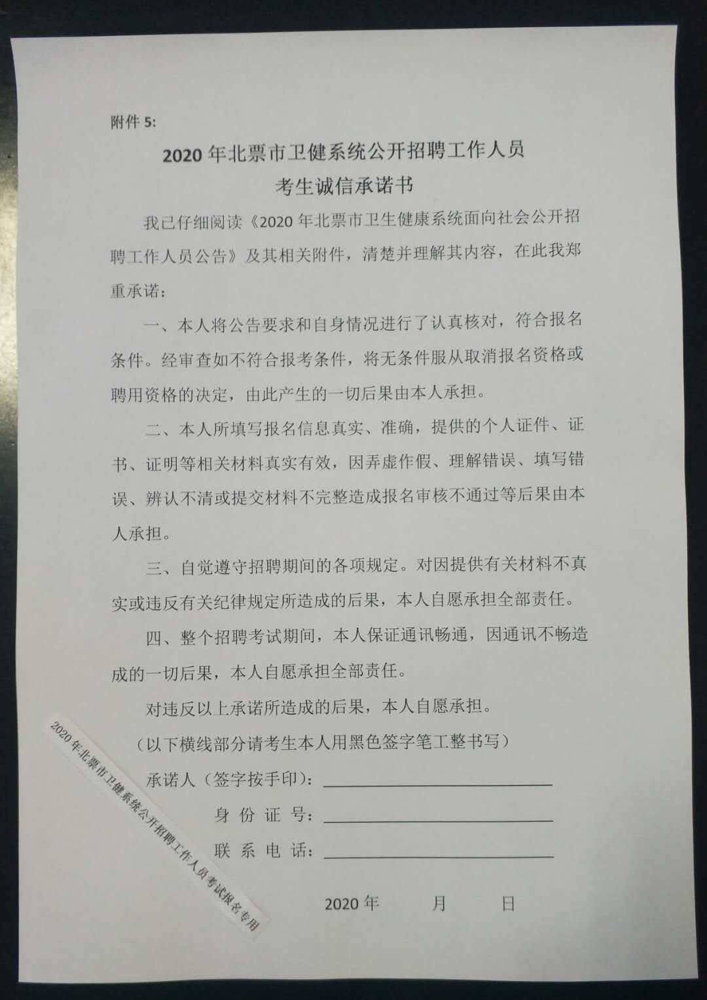 附件 5:
2020 年北票市卫健系统公开招聘工作人员
考生诚信承诺书
我已仔细阅读《2020 年北票市卫生健康系统面向社会公开招
聘工作人员公告》及其相关附件，清楚并理解其内容，在此我郑
重承诺：
一、本人将公告要求和自身情况进行了认真核对，符合报名
条件。经审查如不符合报考条件，将无条件服从取消报名资格或
聘用资格的决定，由此产生的一切后果由本人承担。
二、本人所填写报名信息真实、准确，提供的个人证件、证
书、证明等相关材料真实有效，因弄虚作假、理解错误、填写错
误、辨认不清或提交材料不完整造成报名审核不通过等后果由本
人承担。
三、自觉遵守招聘期间的各项规定。对因提供有关材料不真
实或违反有关纪律规定所造成的后果，本人自愿承担全部责任。
四、整个招聘考试期间，本人保证通讯畅通，因通讯不畅造
成的一切后果，本人自愿承担全部责任。
对违反以上承诺所造成的后果，本人自愿承担。
（以下横线部分请考生本人用黑色签字笔工整书写）
承诺人（签字按手印）：
身 份 证 号：
联 系 电 话：
2020 年 月 日
2020 年北票市卫健系统公开招聘工作人员考试报名专用